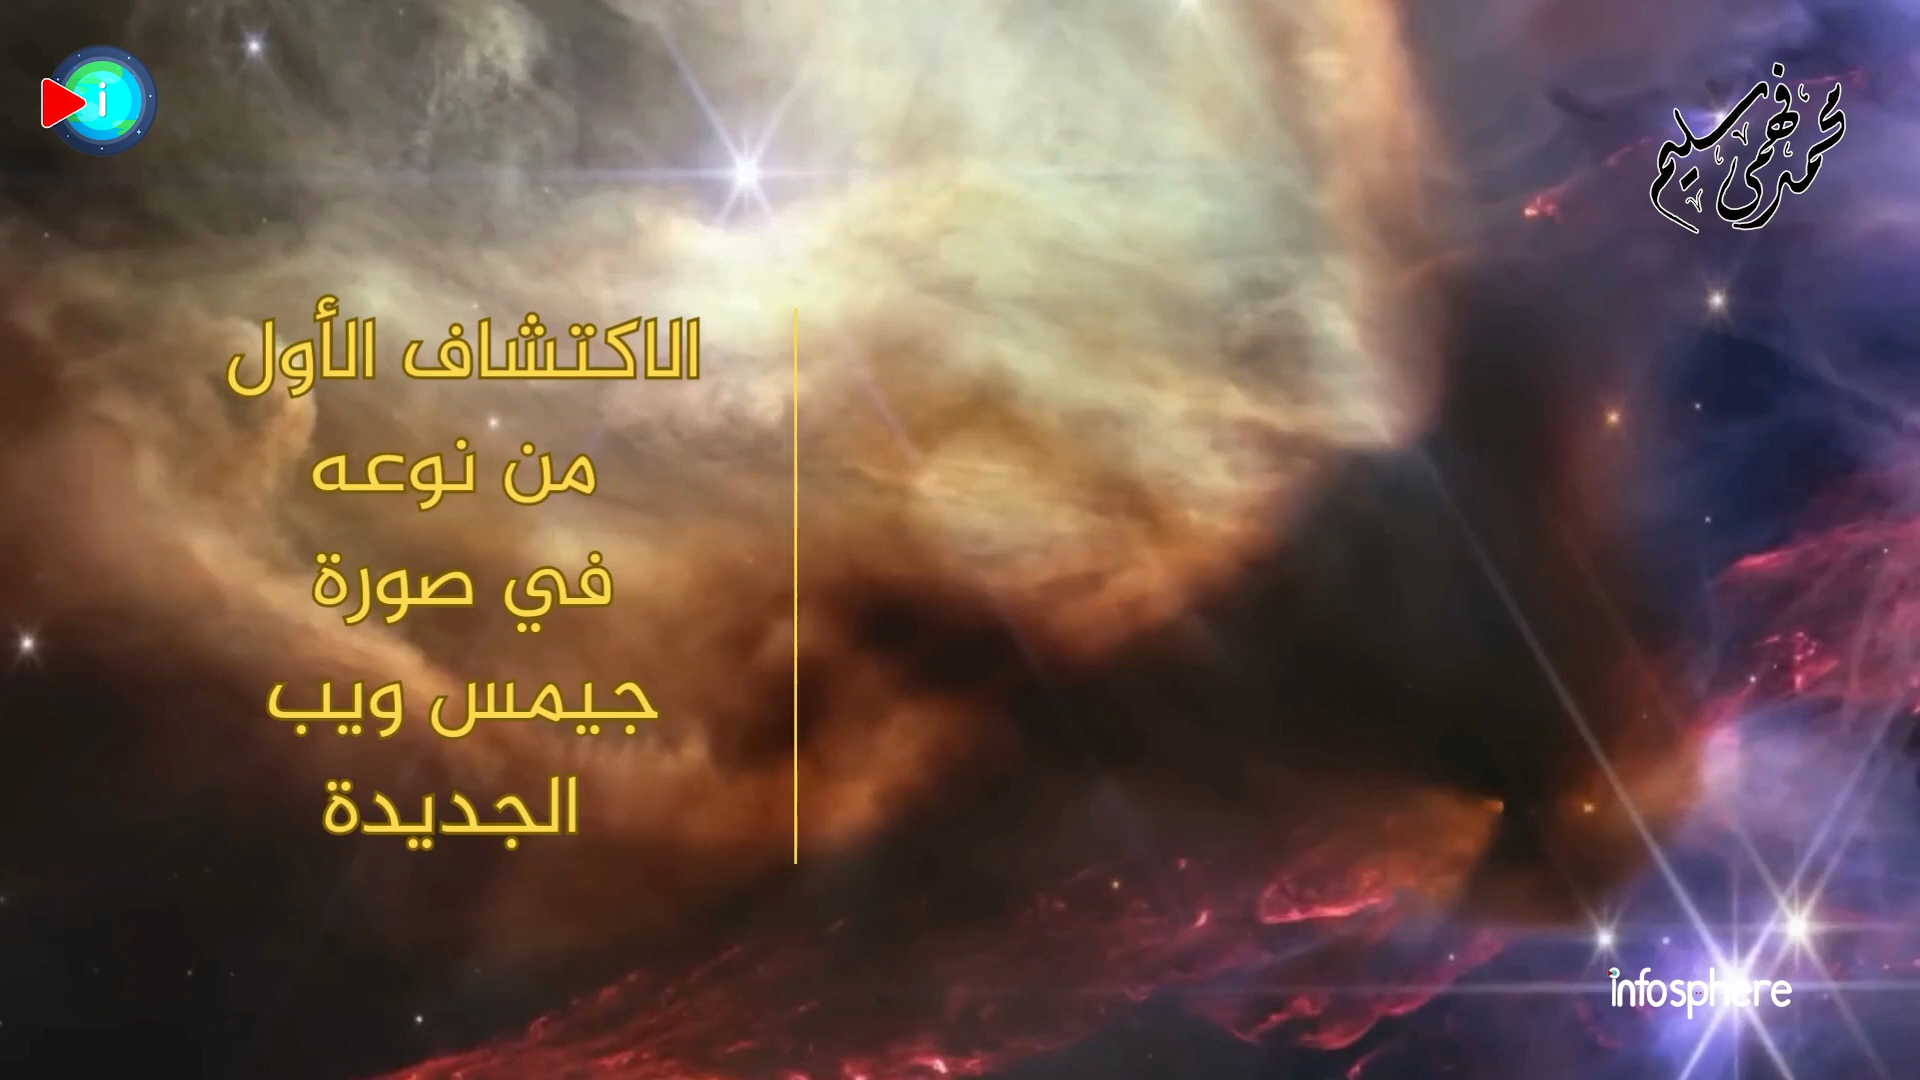 محمد فهمي سليم
الاكتشاف الأول
من نوعه
في صورة
جيمس ويب
الجديدة
infosphere